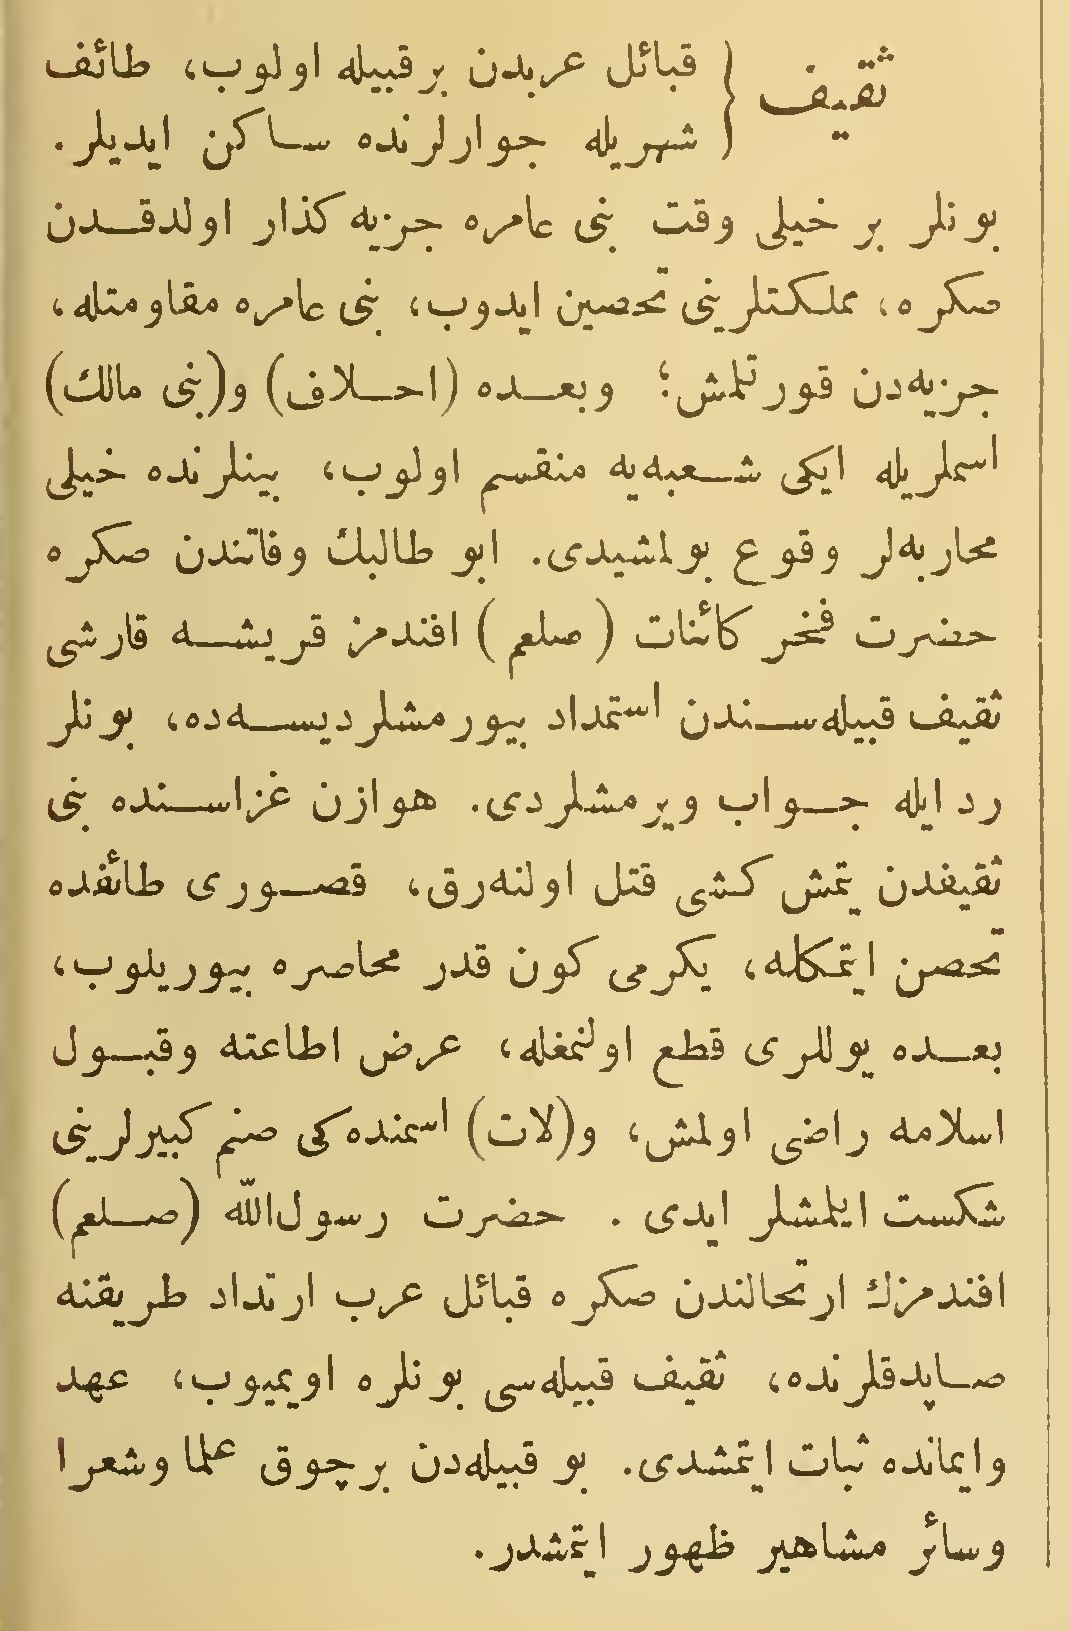 ثقیف { قبائل عربدن برقبیله اولوب، طائف
شهریله جوارلرنده ساکن ایدیلر.
بونلر بر خیلی وقت بنی عامره جزیه‌کذار اولدقدن
صکره، مملکتلرینی تحصین ایدوب، بنی عامره مقاومتله،
جزیه‌دن قورتلمش؛ وبعده (احلاف) و(بنی مالك)
اسملریله ایکی شعبه‌یه منقسم اولوب، بینلرنده خیلی
محاربه‌لر وقوع بولمشیدی. ابو طالبك وفاتندن صکره
حضرت فخر کائنات (صلعم) افندمز قریشه قارشی
ثقیف قبیله‌سندن استمداد بیورمشلردیسه‌ده، بونلر
رد ایله جواب ویرمشلردی. هوازن غزاسنده بنی
ثقیفدن یتمش کشی قتل اولنه‌رق، قصوری طائفده
تحصن ایتمکله، یکرمی کون قدر محاصره بیوریلوب،
بعده یوللری قطع اولنمغله، عرض اطاعته وقبول
اسلامه راضی اولمش، و(لات) اسمنده‌کی صنم کبیرلرینی
شکست ایلمشلر ایدی . حضرت رسول‌الله (صلعم)
افندمزك ارتحالندن صکره قبائل عرب ارتداد طریقنه
صاپدقلرنده، ثقیف قبیله‌سی بونلره اویمیوب، عهد
وایمانده ثبات ایتمشدی. بو قبیله‌دن برچوق علما وشعرا
وسائر مشاهیر ظهور ایتمشدر.